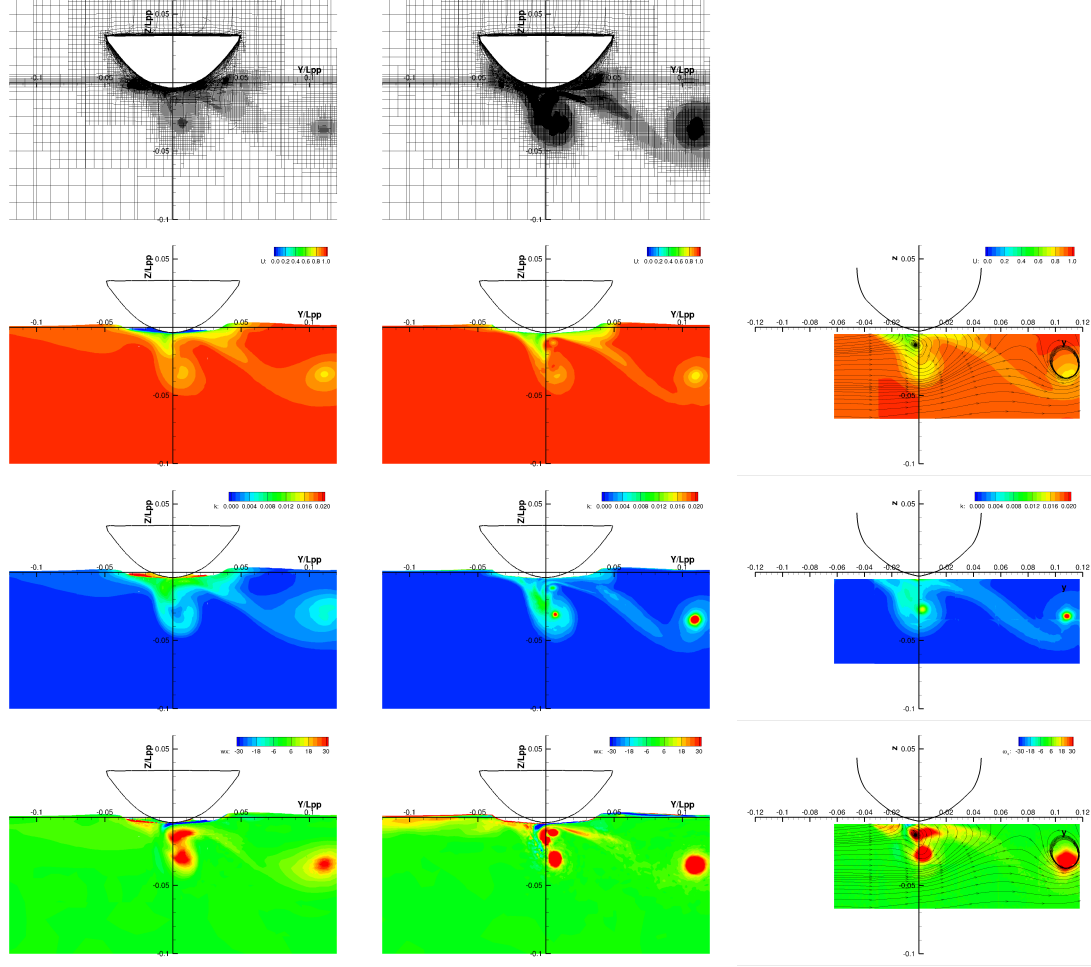 Z/Lpp 0.05 Z/Lpp 0.05
Y/Lpp Y/Lpp
-0.1 -0.05 0.05 0.1 -0.1 -0.05 0.05 0.1
-0.05 -0.05
-0.1 -0.1
U: 0.0 0.2 0.4 0.6 0.8 1.0 U: 0.0 0.2 0.4 0.6 0.8 1.0 U: 0.0 0.2 0.4 0.6 0.8 1.0
Z/Lpp 0.05 Z/Lpp 0.05 z 0.05
Y/Lpp Y/Lpp
-0.1 -0.05 0.05 0.1 -0.1 -0.05 0.05 0.1 -0.12 -0.1 -0.08 -0.06 -0.04 -0.02 0.02 0.04 0.06 0.08 0.1 0.12
y
-0.05 -0.05 -0.05
-0.1 -0.1 -0.1
k: 0.000 0.004 0.008 0.012 0.016 0.020 k: 0.000 0.004 0.008 0.012 0.016 0.020 k: 0.000 0.004 0.008 0.012 0.016 0.020
Z/Lpp 0.05 Z/Lpp 0.05 z 0.05
Y/Lpp Y/Lpp
-0.1 -0.05 0.05 0.1 -0.1 -0.05 0.05 0.1 -0.12 -0.1 -0.08 -0.06 -0.04 -0.02 0.02 0.04 0.06 0.08 0.1 0.12
y
-0.05 -0.05 -0.05
-0.1 -0.1 -0.1
wx: -30 -18 -6 6 18 30 wx: -30 -18 -6 6 18 30 ωₓ: -30 -18 -6 6 18 30
Z/Lpp 0.05 Z/Lpp 0.05 z 0.05
Y/Lpp Y/Lpp
-0.1 -0.05 0.05 0.1 -0.1 -0.05 0.05 0.1 -0.12 -0.1 -0.08 -0.06 -0.04 -0.02 0.02 0.04 0.06 0.08 0.1 0.12
y
-0.05 -0.05 -0.05
-0.1 -0.1 -0.1